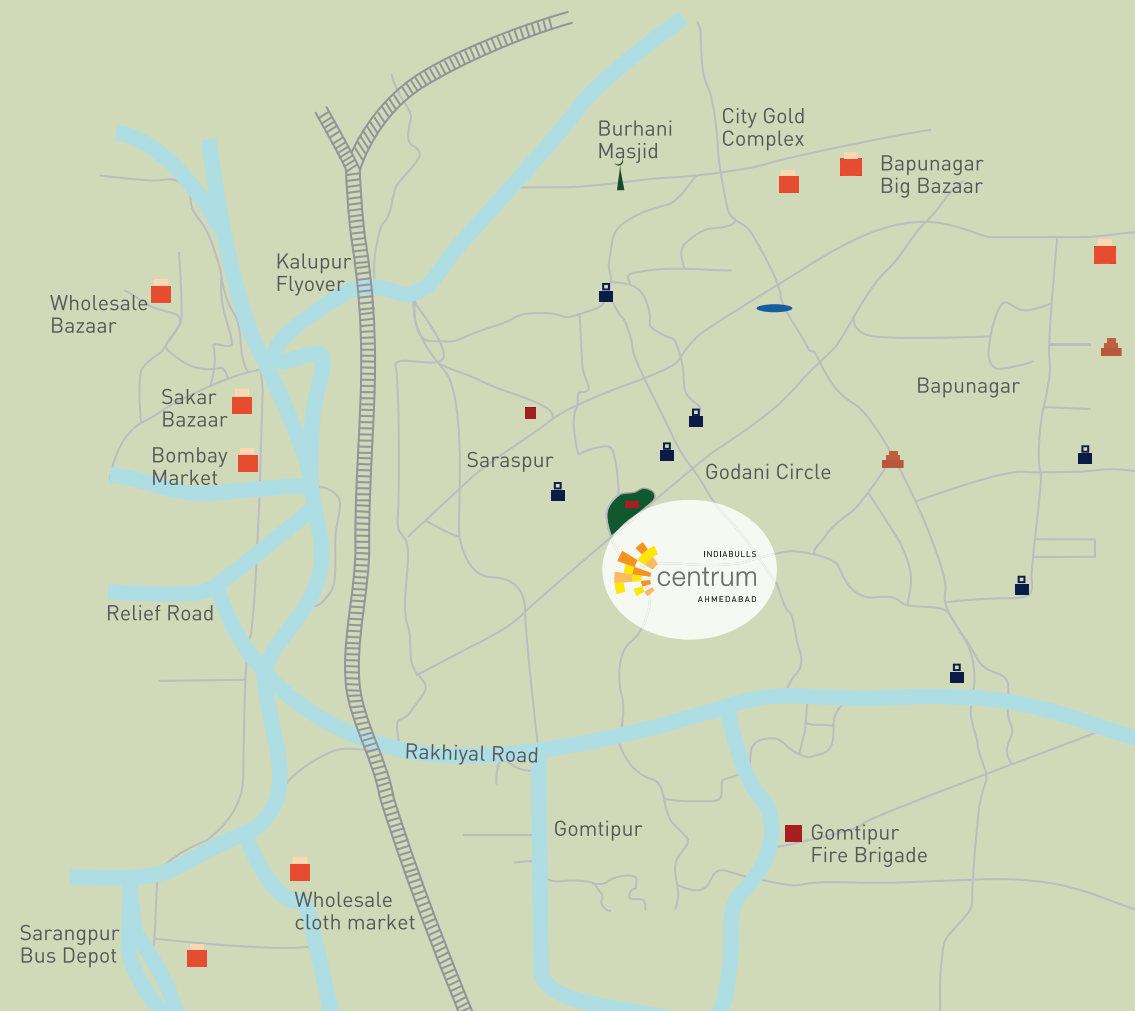 City Gold
Complex
Burhani
Masjid
Bapunagar
Big Bazaar
Kalupur
Flyover
Wholesale
Bazaar
Bapunagar
Sakar
Bazaar
Bombay
Market
Saraspur
Godani Circle
INDIABULLS
centrum
AHMEDABAD
Relief Road
Rakhiyal Road
Gomtipur
Gomtipur
Fire Brigade
Wholesale
cloth market
Sarangpur
Bus Depot